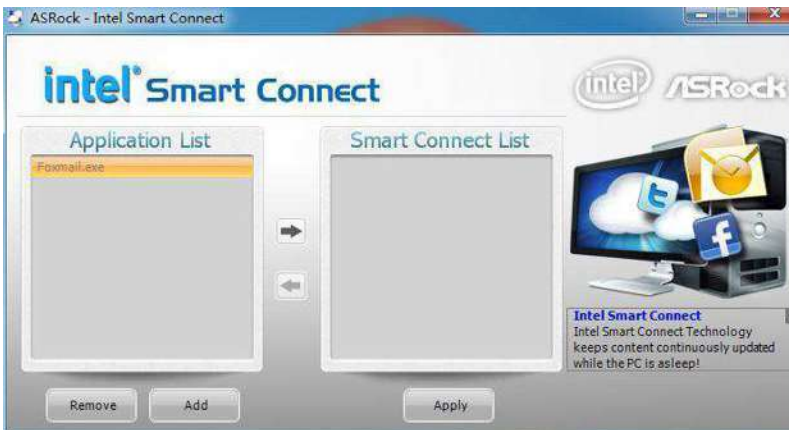 ASRock - Intel Smart Connect
intel® Smart Connect
intel ASRock
Application List
Smart Connect List
Foxmail.exe
Intel Smart Connect
Intel Smart Connect Technology
keeps content continuously updated
while the PC is asleep!
Remove
Add
Apply